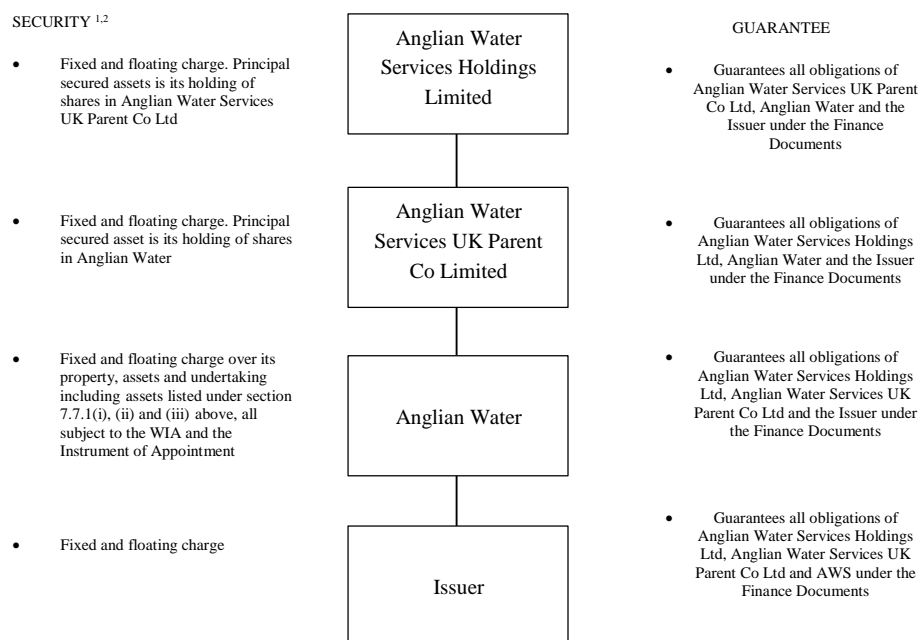 SECURITY 1,2
• Fixed and floating charge. Principal
secured assets is its holding of
shares in Anglian Water Services
UK Parent Co Ltd
Anglian Water
Services Holdings
Limited
GUARANTEE
• Guarantees all obligations of
Anglian Water Services UK Parent
Co Ltd, Anglian Water and the
Issuer under the Finance
Documents
• Fixed and floating charge. Principal
secured asset is its holding of shares
in Anglian Water
Anglian Water
Services UK Parent
Co Limited
• Guarantees all obligations of
Anglian Water Services Holdings
Ltd, Anglian Water and the Issuer
under the Finance Documents
• Fixed and floating charge over its
property, assets and undertaking
including assets listed under section
7.7.1(i), (ii) and (iii) above, all
subject to the WIA and the
Instrument of Appointment
Anglian Water
• Guarantees all obligations of
Anglian Water Services Holdings
Ltd, Anglian Water Services UK
Parent Co Ltd and the Issuer under
the Finance Documents
• Fixed and floating charge
Issuer
• Guarantees all obligations of
Anglian Water Services Holdings
Ltd, Anglian Water Services UK
Parent Co Ltd and AWS under the
Finance Documents